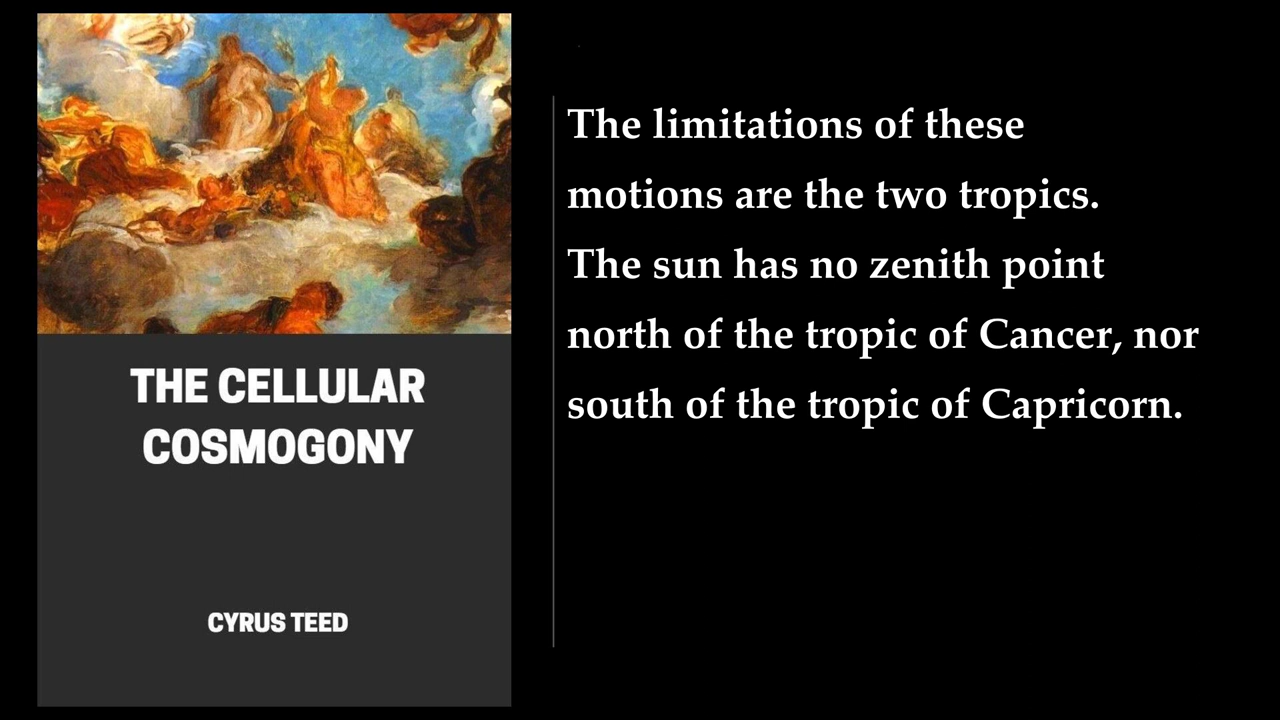 THE CELLULAR
COSMOGONY
CYRUS TEED
The limitations of these
motions are the two tropics.
The sun has no zenith point
north of the tropic of Cancer, nor
south of the tropic of Capricorn.